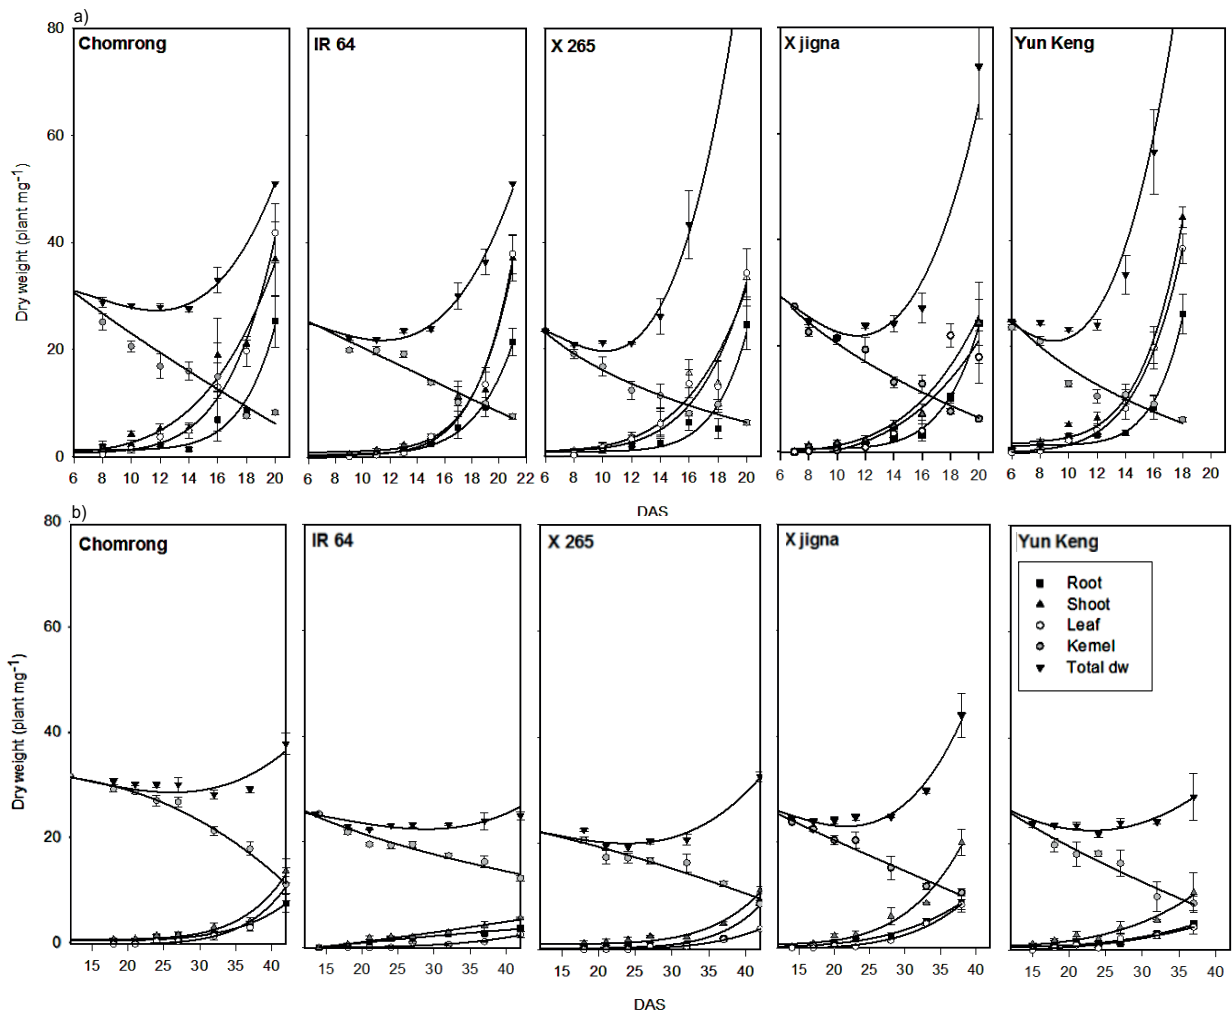 a)
80
60
40
20
0
Dry weight (plant mg⁻¹)
Chomrong
IR 64
X 265
X jigna
Yun Keng
6 8 10 12 14 16 18 20
6 8 10 12 14 16 18 20 22
6 8 10 12 14 16 18 20
6 8 10 12 14 16 18 20
6 8 10 12 14 16 18 20
DAS
b)
80
60
40
20
0
Dry weight (plant mg⁻¹)
Chomrong
IR 64
X 265
X jigna
Yun Keng
Root
Shoot
Leaf
Kernel
Total dw
15 20 25 30 35 40
15 20 25 30 35 40
15 20 25 30 35 40
15 20 25 30 35 40
15 20 25 30 35 40
DAS